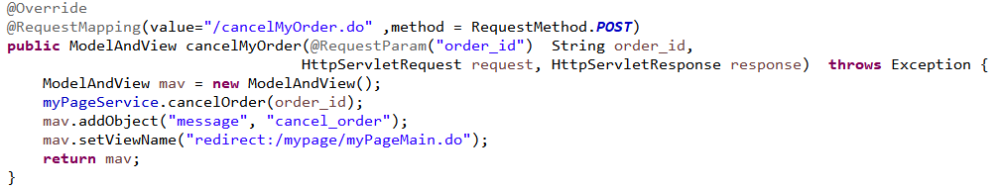 @Override
@RequestMapping(value="/cancelMyOrder.do" ,method = RequestMethod.POST)
public ModelAndView cancelMyOrder(@RequestParam("order_id")  String order_id,
                                 HttpServletRequest request, HttpServletResponse response)  throws Exception {
    ModelAndView mav = new ModelAndView();
    myPageService.cancelOrder(order_id);
    mav.addObject("message", "cancel_order");
    mav.setViewName("redirect:/mypage/myPageMain.do");
    return mav;
}